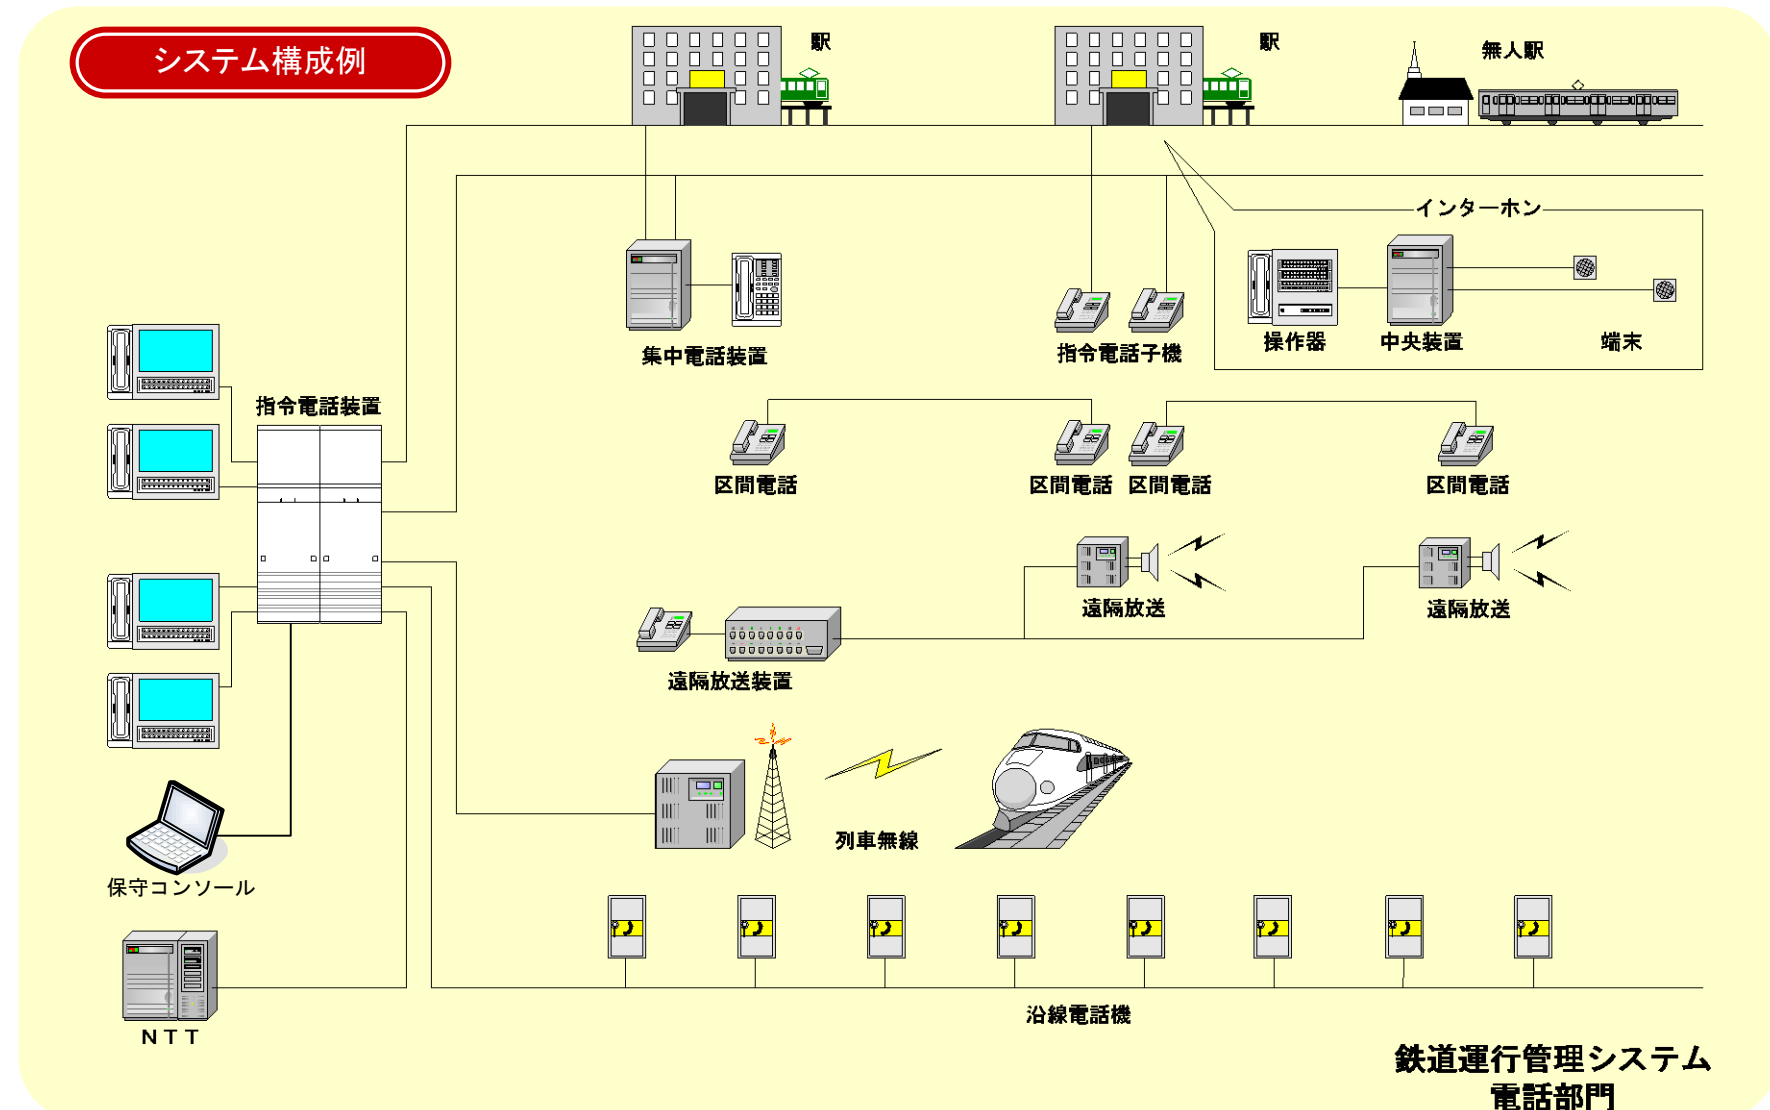 システム構成例
駅
駅
無人駅
インターホン
集中電話装置
指令電話子機
操作器
中央装置
端末
指令電話装置
区間電話
区間電話
区間電話
区間電話
遠隔放送
遠隔放送
遠隔放送装置
列車無線
保守コンソール
沿線電話機
NTT
鉄道運行管理システム
電話部門